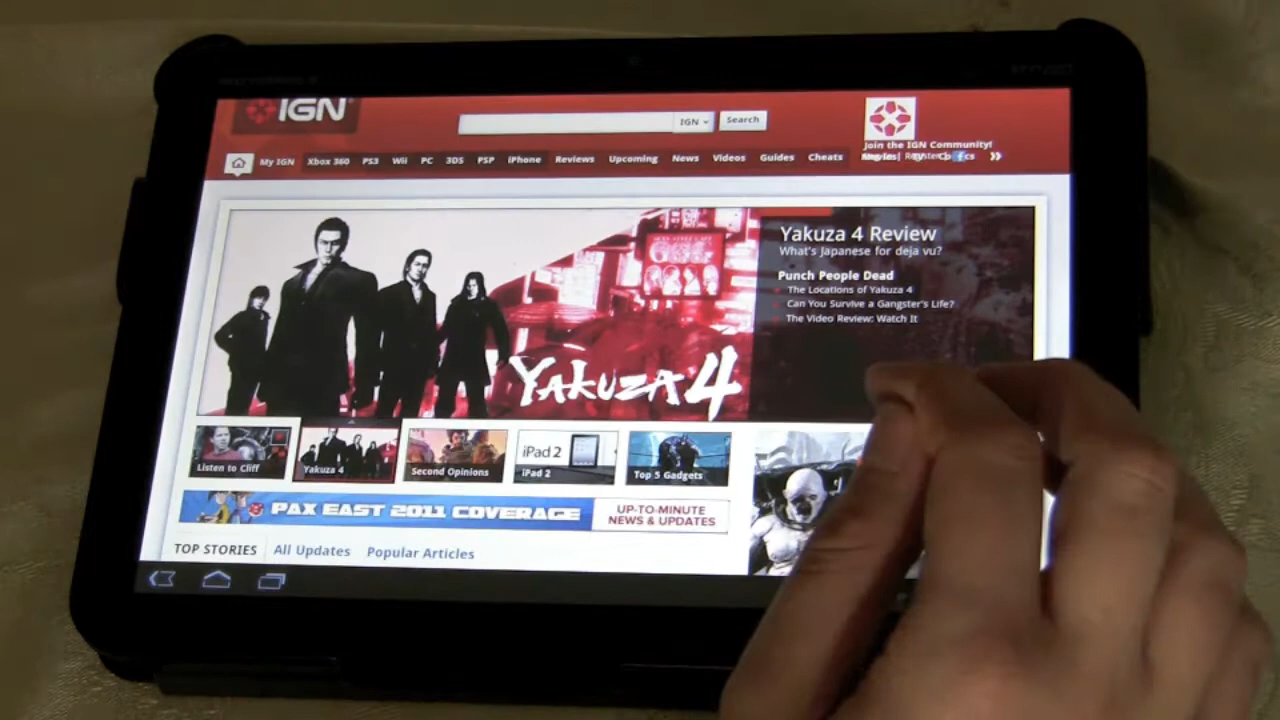 IGN
IGN
Search
Join the IGN Community!
My IGN
Xbox 360
PS3
Wii
PC
3DS
PSP
iPhone
Reviews
Upcoming
News
Videos
Guides
Cheats
Yakuza 4 Review
What's Japanese for deja vu?
Punch People Dead
The Locations of Yakuza 4
Can You Survive a Gangster's Life?
The Video Review: Watch It
YAKUZA 4
Listen to Cliff
Yakuza 4
Second Opinions
iPad 2
iPad 2
Top 5 Gadgets
PAX EAST 2011 COVERAGE
UP-TO-MINUTE
NEWS & UPDATES
TOP STORIES
All Updates
Popular Articles